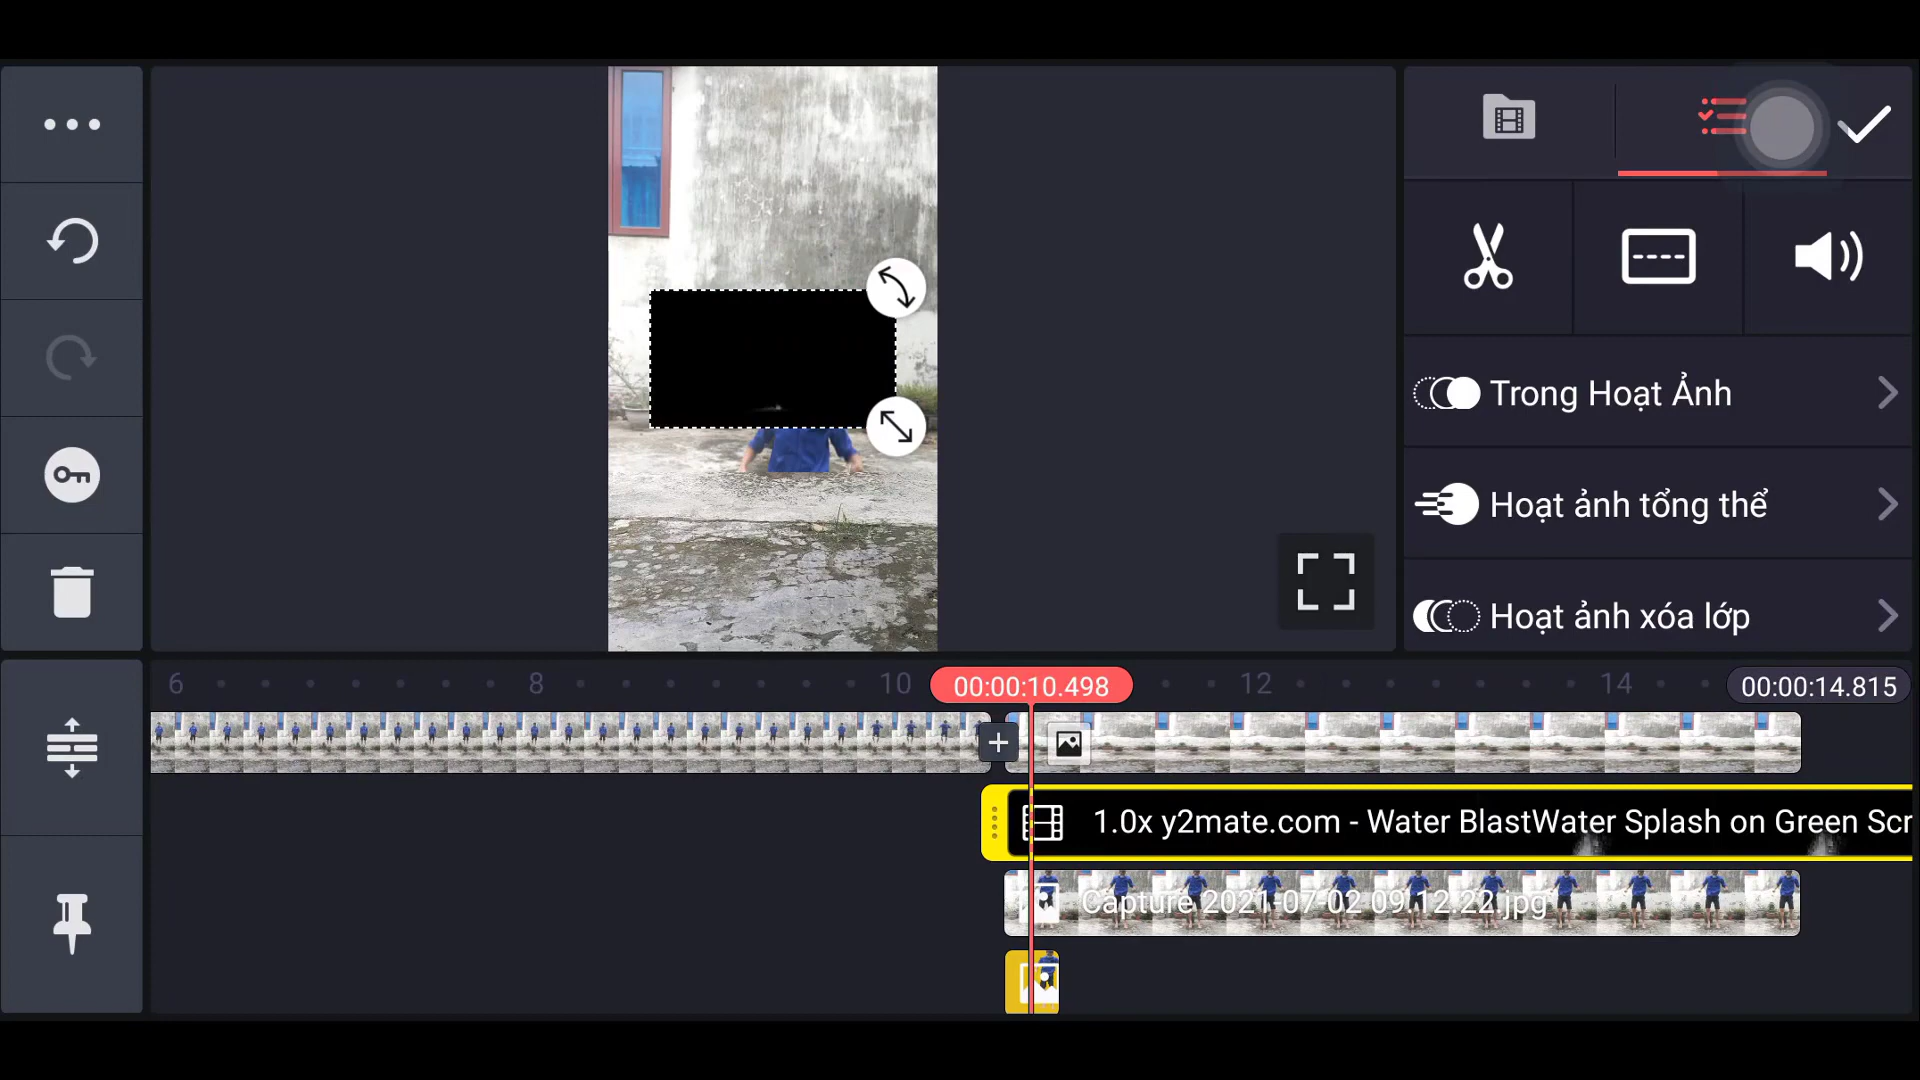 Trong Hoạt Ảnh
Hoạt ảnh tổng thể
Hoạt ảnh xóa lớp
6 8 10 00:00:10.498 12 14 00:00:14.815
1.0x y2mate.com - Water BlastWater Splash on Green Scr
Capture 2021-07-02 09.12.22.jpg